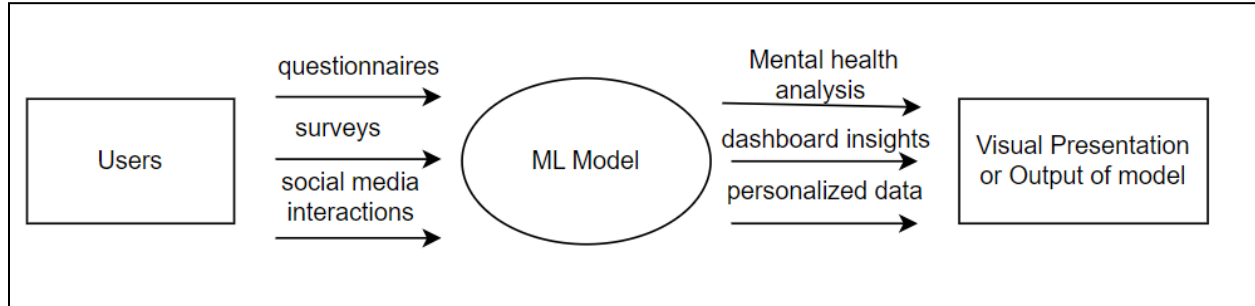 Users
questionnaires
surveys
social media
interactions
ML Model
Mental health
analysis
dashboard insights
personalized data
Visual Presentation
or Output of model